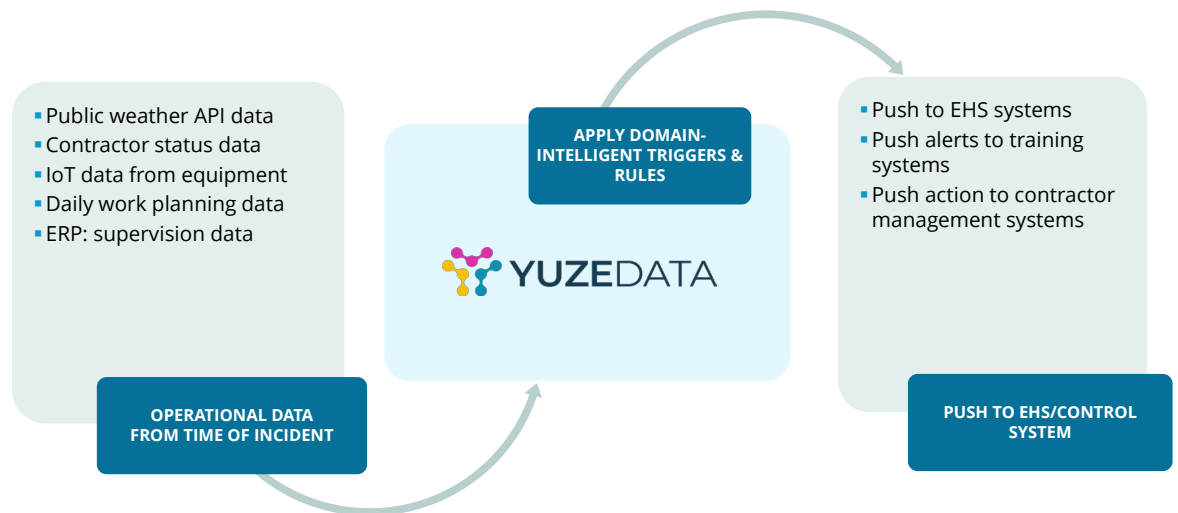 Public weather API data
Contractor status data
IoT data from equipment
Daily work planning data
ERP: supervision data
OPERATIONAL DATA
FROM TIME OF INCIDENT
APPLY DOMAIN-
INTELLIGENT TRIGGERS &
RULES
YUZEDATA
Push to EHS systems
Push alerts to training
systems
Push action to contractor
management systems
PUSH TO EHS/CONTROL
SYSTEM